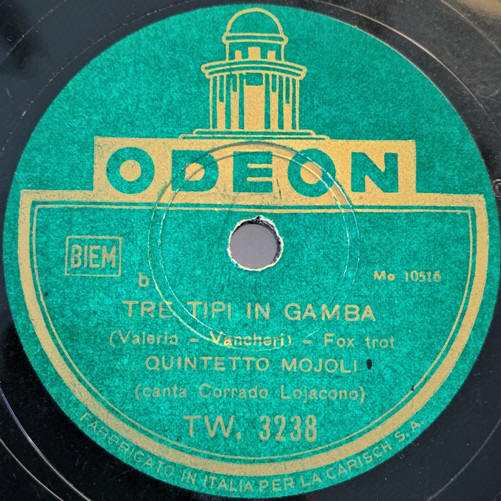 ODEON
BIEM
b
Mo 10516
TRE TIPI IN GAMBA
(Valerio - Vancheri) - Fox trot
QUINTETTO MOJOLI
(canta Corrado Lojacono)
TW. 3238
FABBRICATO IN ITALIA PER LA CARISCH S. A.